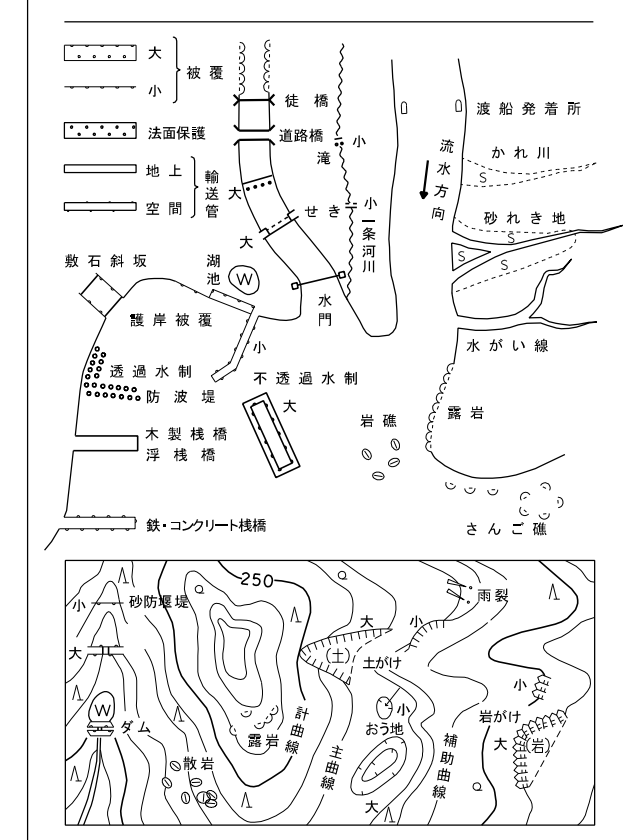 大
被覆
小
法面保護
地上
輸送管
空間
徒橋
道路橋
小
滝
大
せき
小
大
一条河川
渡船発着所
流水方向
かれ川
S
砂れき地
S
S
S
敷石斜坂
湖池
W
水門
護岸被覆
小
水がい線
透過水制
不透過水制
防波堤
大
岩礁
露岩
木製桟橋
浮桟橋
鉄・コンクリート桟橋
さんご礁
250
小
砂防堰堤
雨裂
大
小
大
(土)
土がけ
W
ダム
小
おう地
小
岩がけ
大
(岩)
露岩
計曲線
主曲線
補助曲線
散岩
大